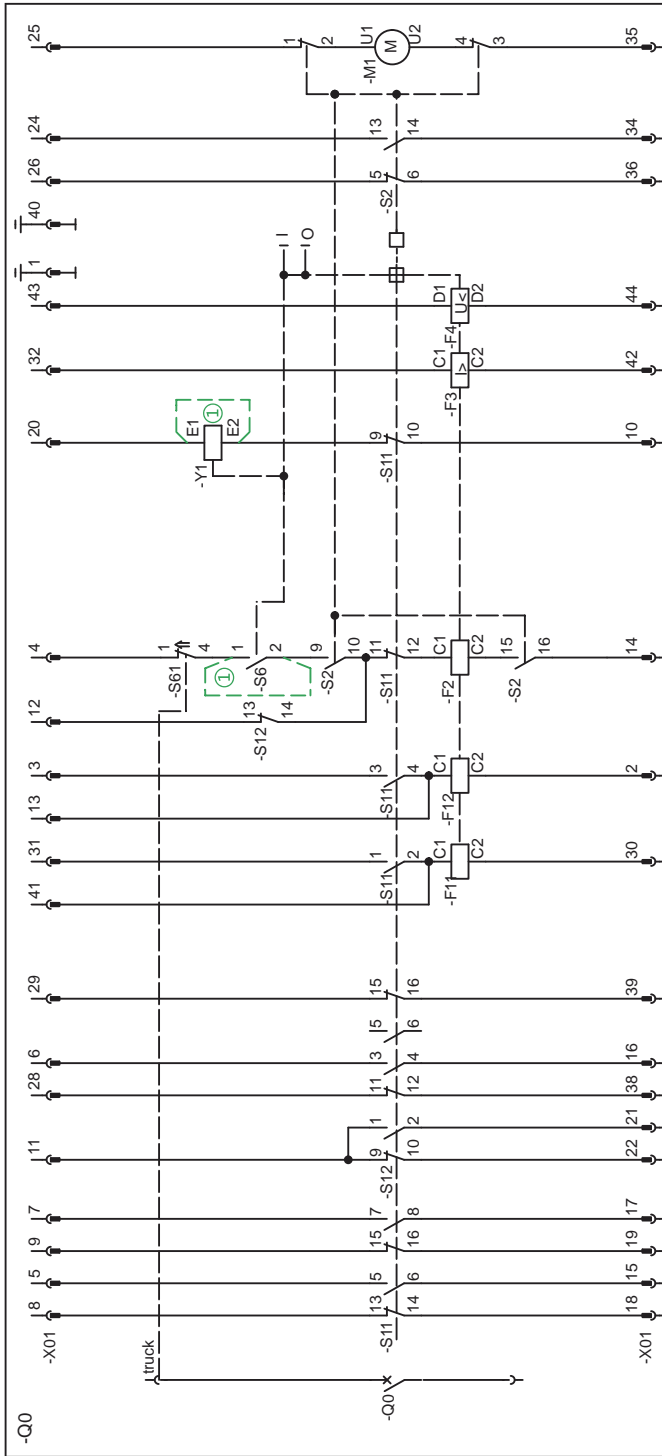 -Q0
8 5 9 7 11 28 6 29 41 31 13 3 12 4 20 32 43 1 40 26 24 25
-X01
truck
1
-S61
4
E1
-Y1
①
E2
①
1
-S6
2
13
-S12
14
I
O
1
2
9
-S2
10
U1
-M1
M
U2
13 5 15 7 9 1 11 3 5 15 1 3 11 9 5 13
-Q0 -S11 -S12 -S11 -S11 -S11 -S11 -S2
14 6 16 8 10 2 12 4 6 16 2 4 12 10 6 14
C1 C1 C1 C1 D1
-F11 -F12 -F2 -F3 I> -F4 U<
C2 C2 C2 C2 D2
4
3
15
-S2
16
18 15 19 17 22 21 38 16 39 30 2 14 10 42 44 36 34 35
-X01